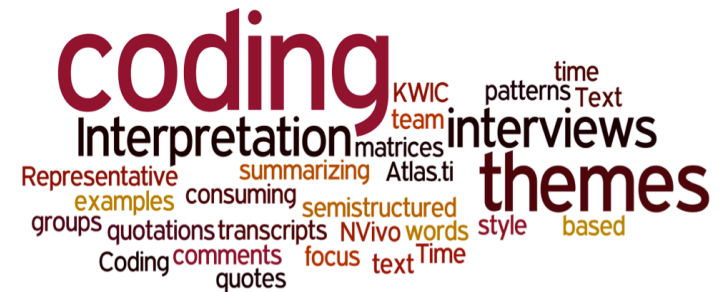 coding
KWIC patterns time Text
team
Interpretation matrices interviews
Representative summarizing Atlas.ti themes
examples consuming semistructured
groups quotations transcripts NVivo words style based
Coding comments focus text Time
quotes